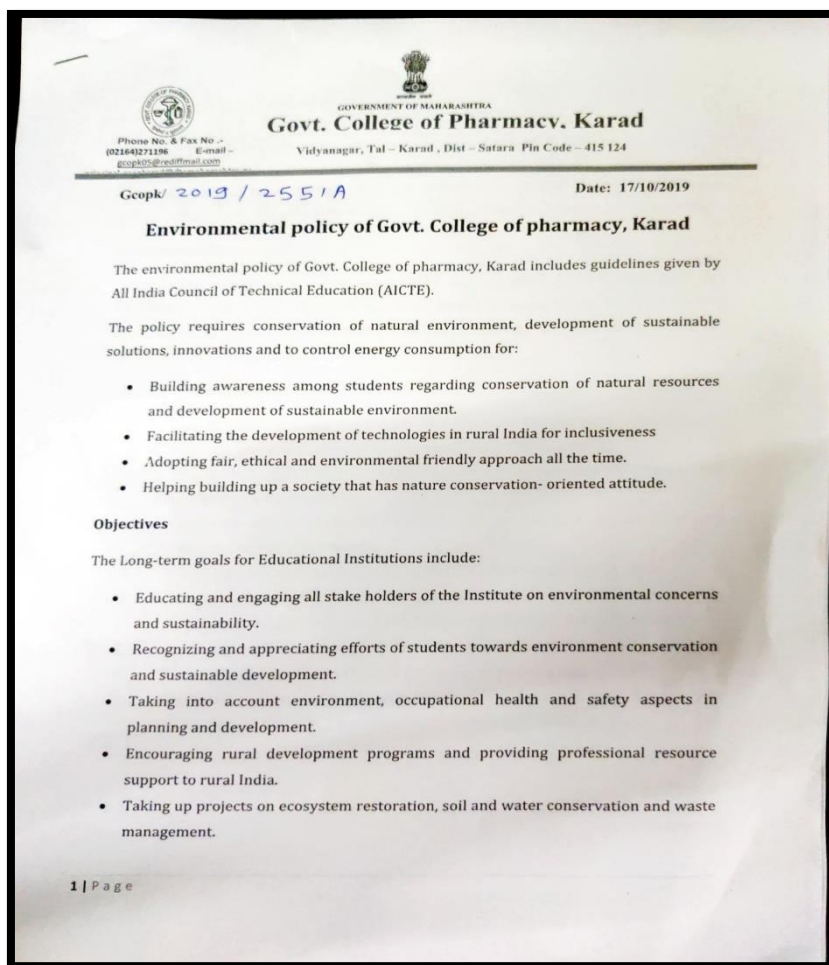 GOVERNMENT OF MAHARASHTRA
Govt. College of Pharmacy, Karad
Phone No. & Fax No .-
(02164)271196 E-mail –
gcopk05@rediffmail.com
Vidyanagar, Tal – Karad , Dist – Satara Pin Code – 415 124
Gcopk/ 2019 / 2551A Date: 17/10/2019
Environmental policy of Govt. College of pharmacy, Karad
The environmental policy of Govt. College of pharmacy, Karad includes guidelines given by
All India Council of Technical Education (AICTE).
The policy requires conservation of natural environment, development of sustainable
solutions, innovations and to control energy consumption for:
• Building awareness among students regarding conservation of natural resources
and development of sustainable environment.
• Facilitating the development of technologies in rural India for inclusiveness
• Adopting fair, ethical and environmental friendly approach all the time.
• Helping building up a society that has nature conservation- oriented attitude.
Objectives
The Long-term goals for Educational Institutions include:
• Educating and engaging all stake holders of the Institute on environmental concerns
and sustainability.
• Recognizing and appreciating efforts of students towards environment conservation
and sustainable development.
• Taking into account environment, occupational health and safety aspects in
planning and development.
• Encouraging rural development programs and providing professional resource
support to rural India.
• Taking up projects on ecosystem restoration, soil and water conservation and waste
management.
1 | Page